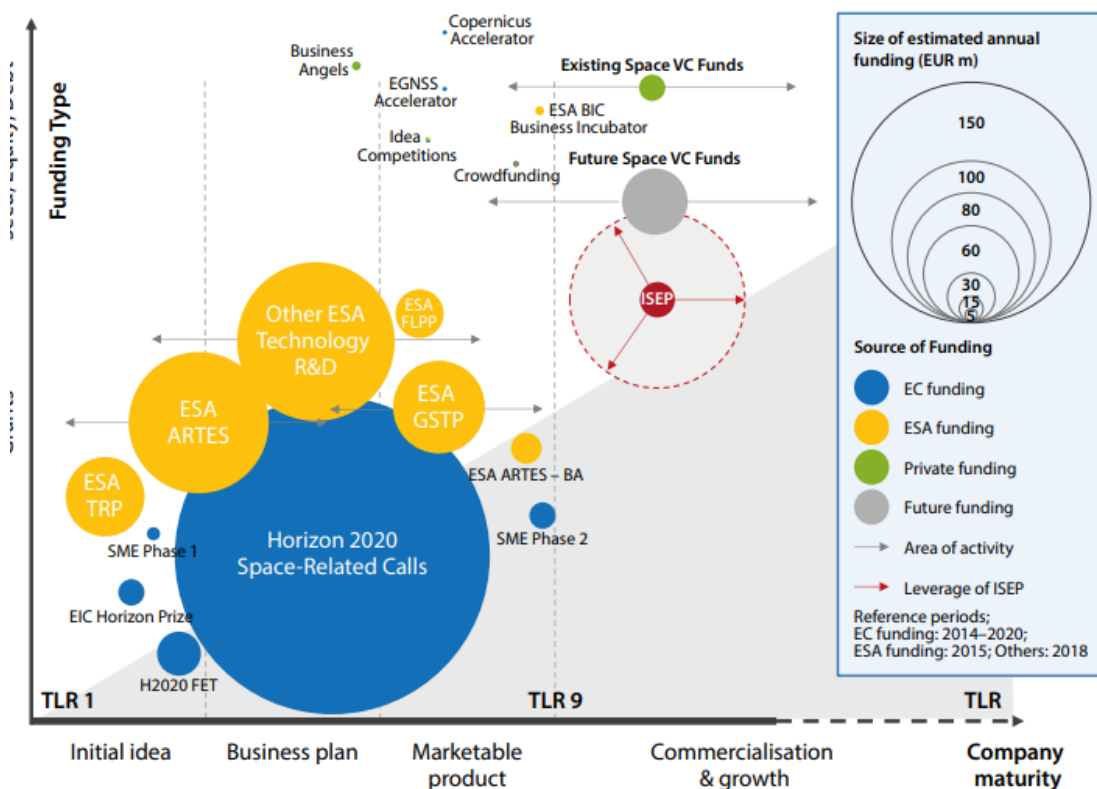 Copernicus
Accelerator
Business
Angels
EGNSS
Accelerator
Idea
Competitions
Existing Space VC Funds
ESA BIC
Business Incubator
Crowdfunding
Future Space VC Funds
Funding Type
ISEP
Other ESA
Technology
R&D
ESA
FLPP
ESA
ARTES
ESA
GSTP
ESA
TRP
ESA ARTES – BA
SME Phase 1
SME Phase 2
Horizon 2020
Space-Related Calls
EIC Horizon Prize
H2020 FET
TLR 1
TLR 9
TLR
Initial idea
Business plan
Marketable
product
Commercialisation
& growth
Company
maturity
Size of estimated annual
funding (EUR m)
150
100
80
60
30
15
5
Source of Funding
EC funding
ESA funding
Private funding
Future funding
Area of activity
Leverage of ISEP
Reference periods;
EC funding: 2014–2020;
ESA funding: 2015; Others: 2018